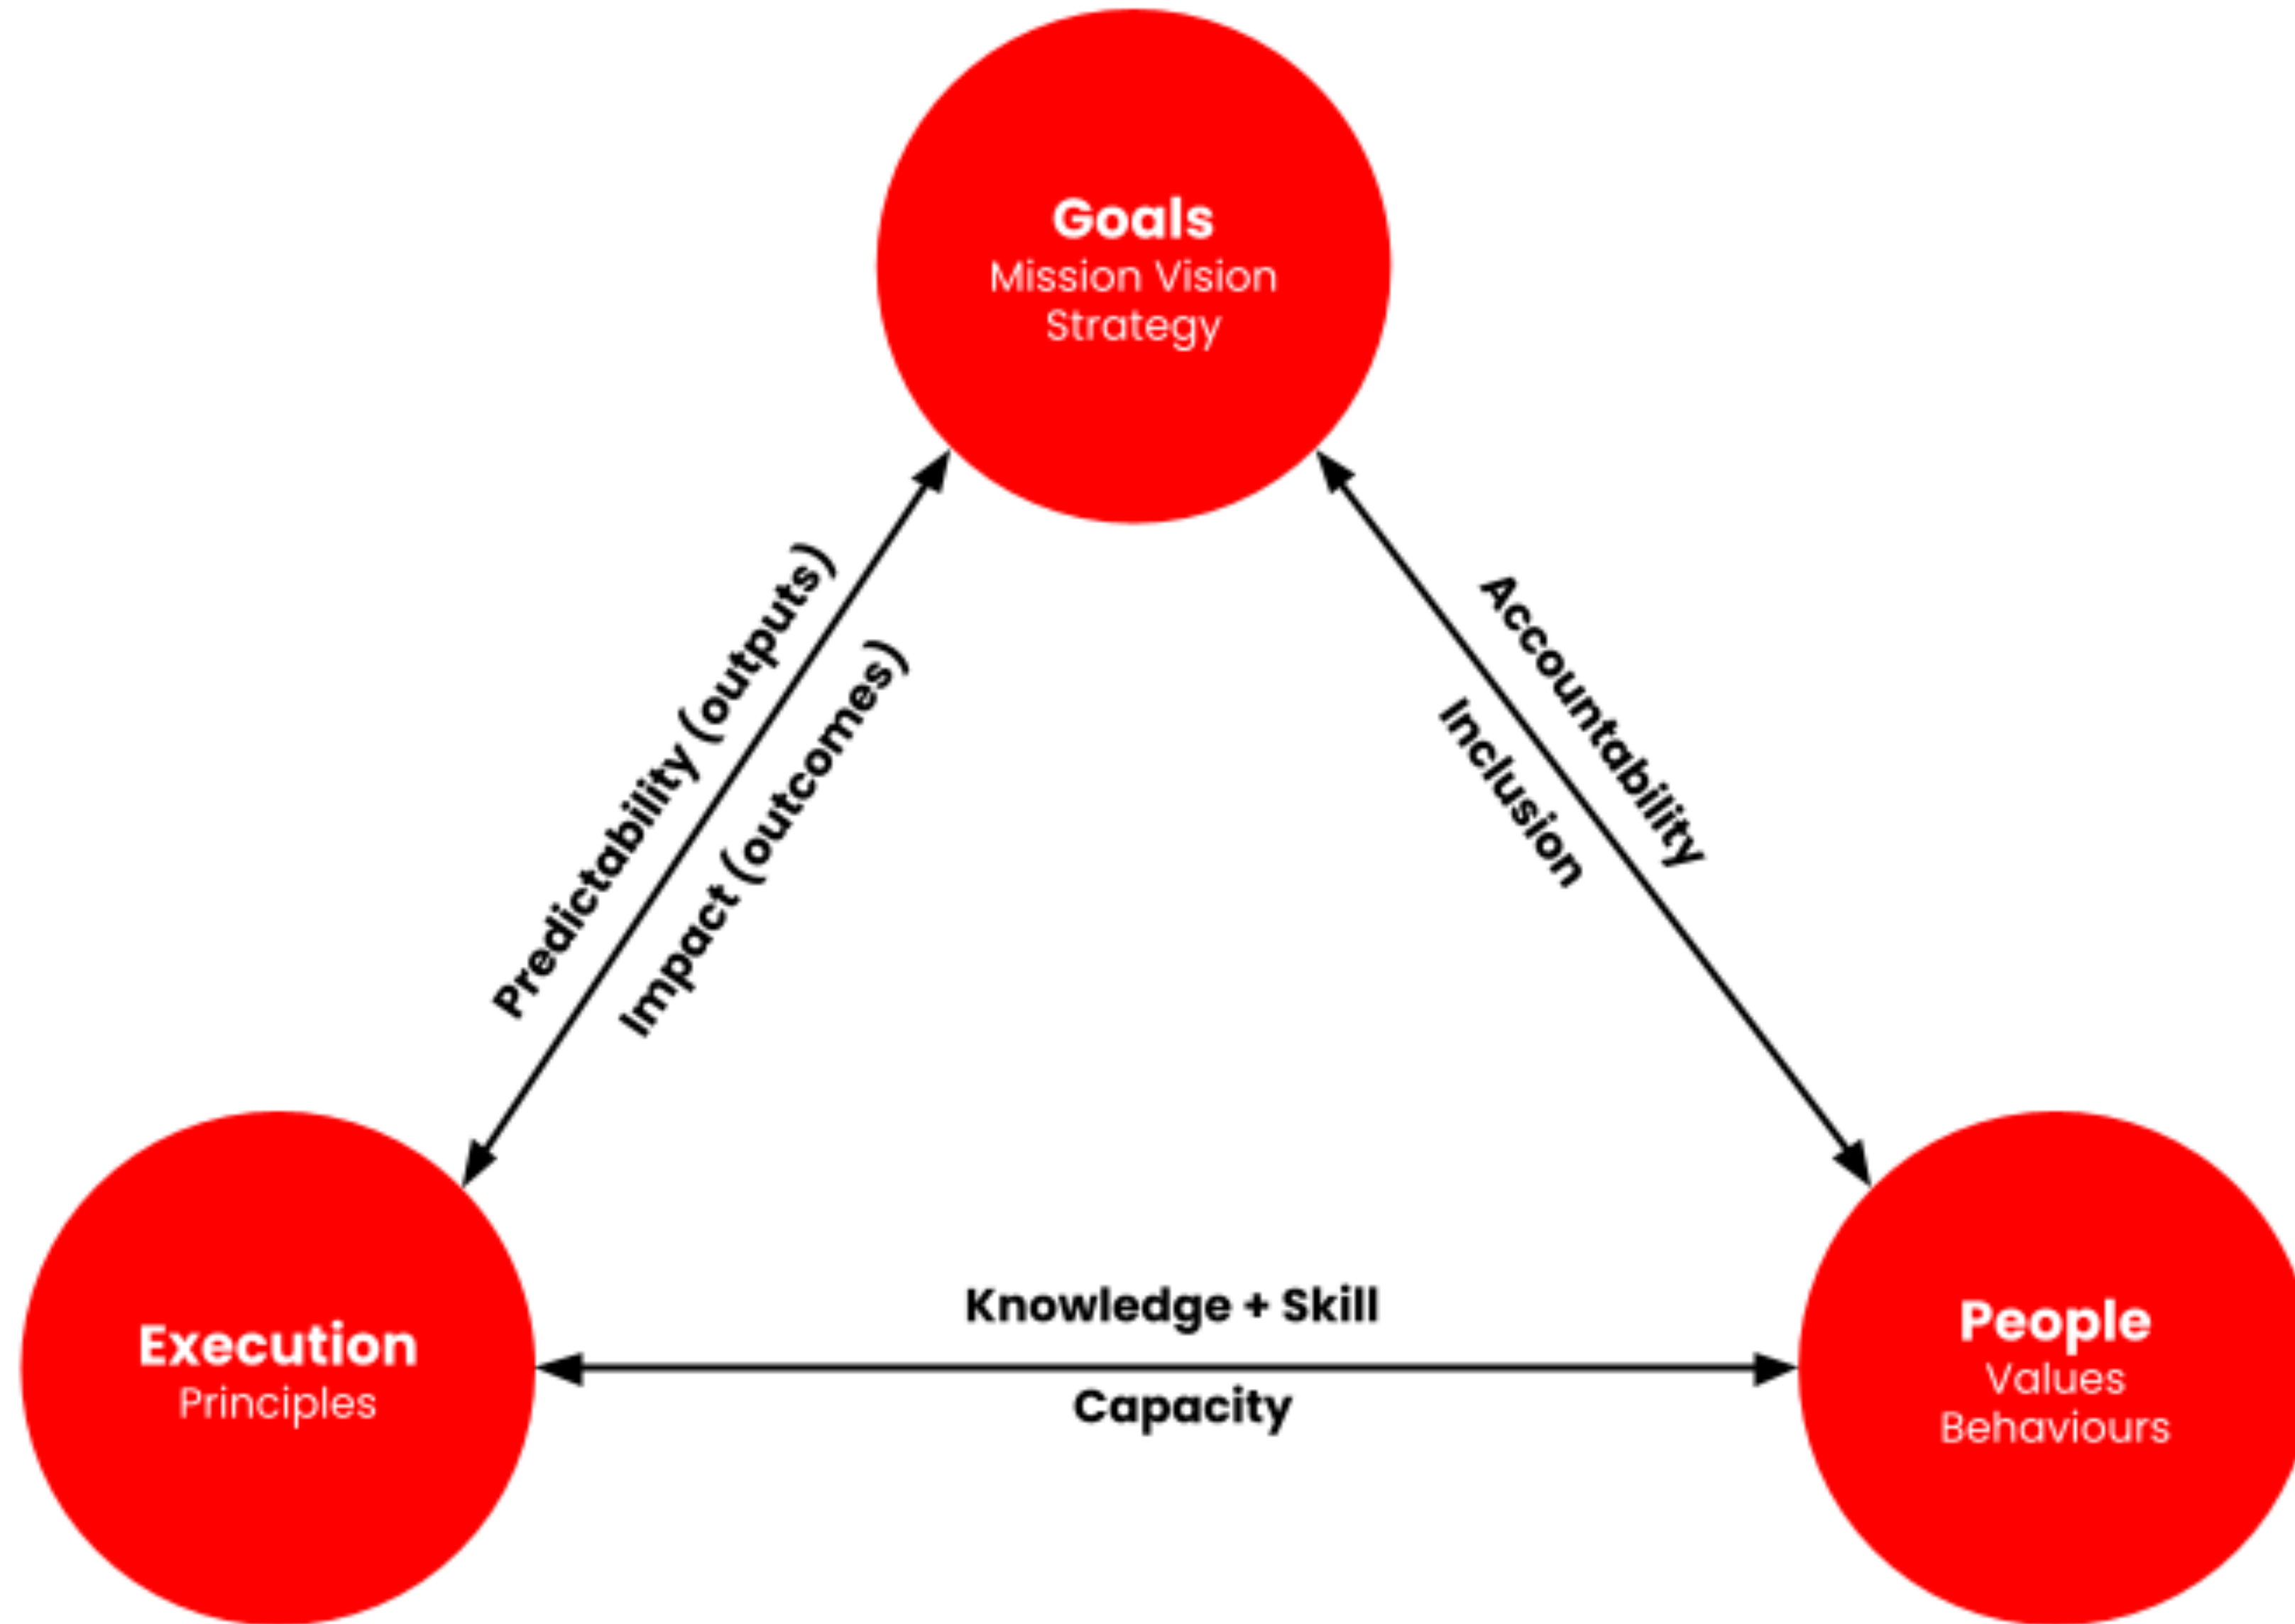 Goals
Mission Vision
Strategy
Predictability (outputs)
Impact (outcomes)
Accountability
Inclusion
Knowledge + Skill
Capacity
Execution
Principles
People
Values
Behaviours